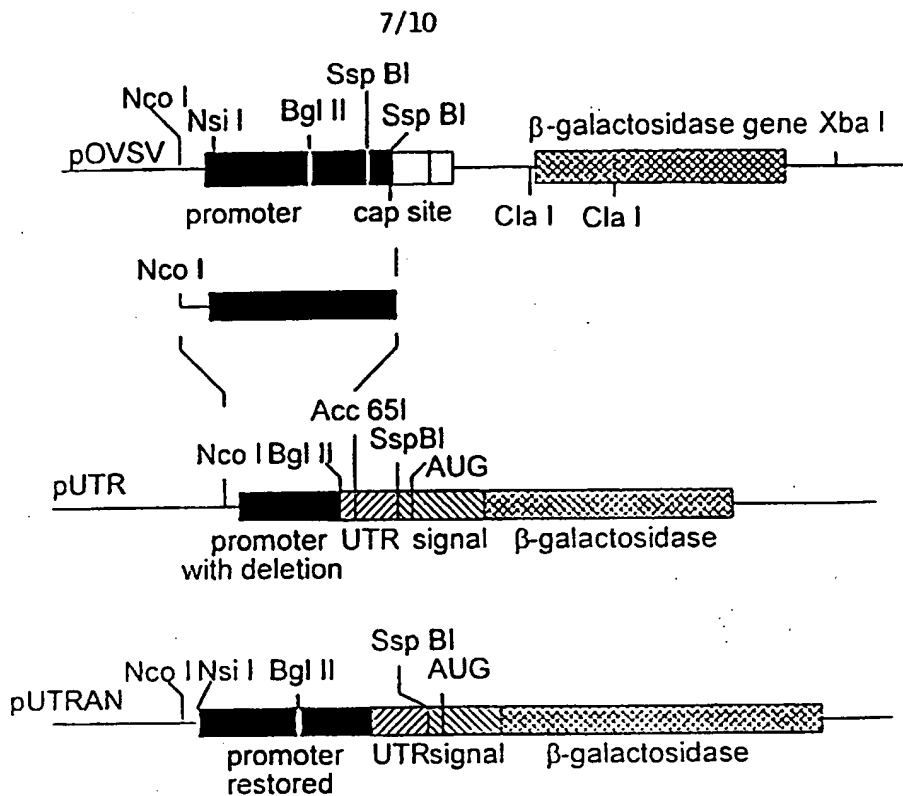 7/10
Ssp BI
Nco I
Nsi I
Bgl II
Ssp BI
β-galactosidase gene Xba I
pOVSV
promoter
cap site
Cla I
Cla I
Nco I
Acc 65I
SspBI
Nco I Bgl II
AUG
pUTR
promoter UTR signal β-galactosidase
with deletion
Ssp BI
Nco I Nsi I Bgl II
AUG
pUTRAN
promoter UTRsignal β-galactosidase
restored